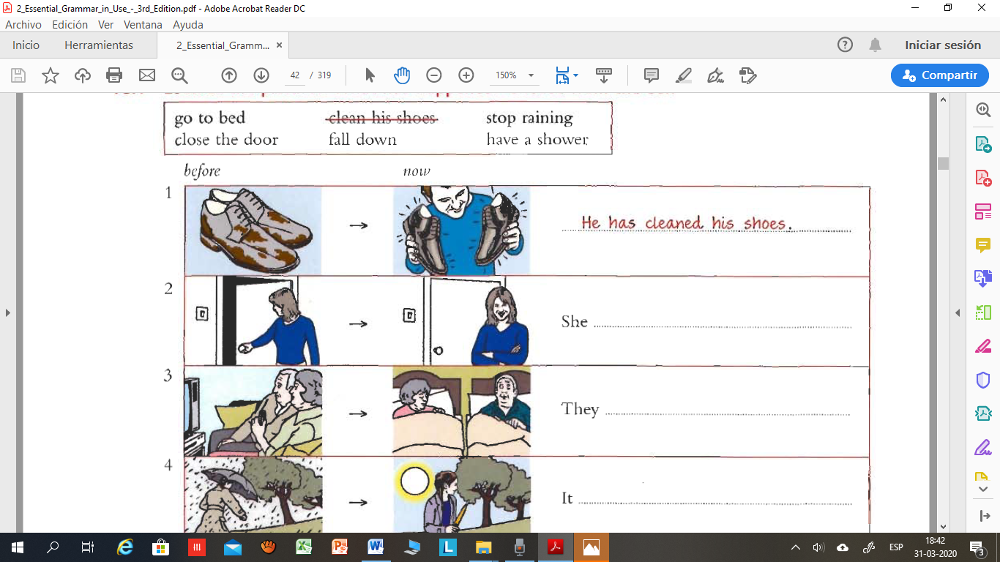 2_Essential_Grammar_in_Use_-_3rd_Edition.pdf - Adobe Acrobat Reader DC
Archivo Edición Ver Ventana Ayuda
Inicio Herramientas 2_Essential_Gramm... × Iniciar sesión
42 / 319 150% Compartir
go to bed clean his shoes stop raining
close the door fall down have a shower
before now
1 He has cleaned his shoes.
2 She
3 They
4 It
ESP 18:42
31-03-2020 3